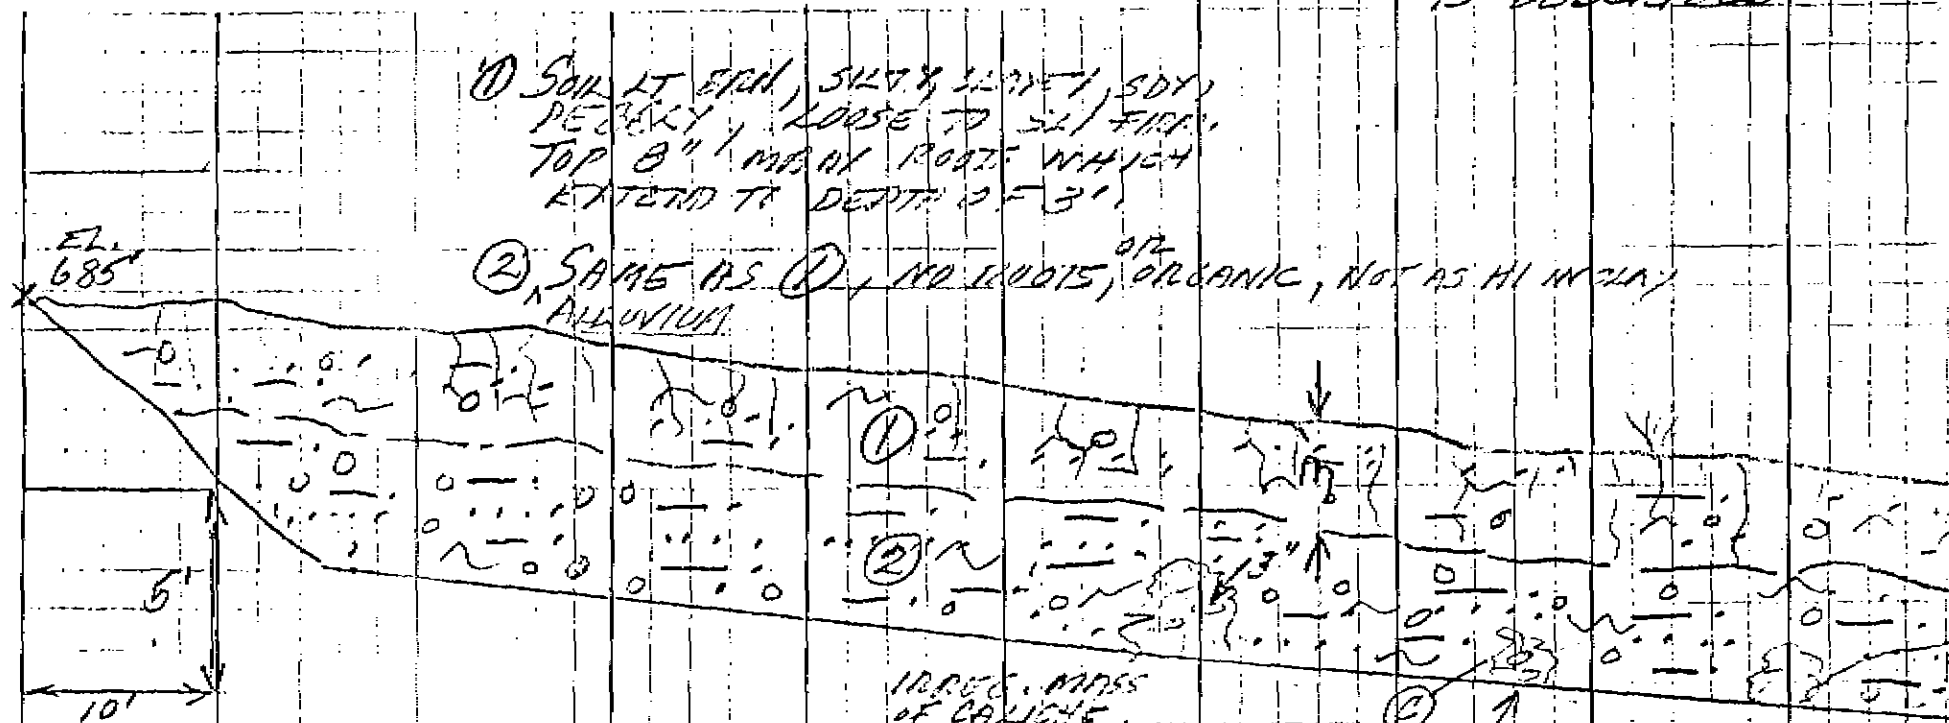 ① SOIL LT BRN, SILTY, CLAYEY, SDY,
PEBBLY, LOOSE TO SL/ FIRM.
TOP 8" MANY ROOTS WHICH
EXTEND TO DEPTH OF 3'.
EL.
685'
② SAME AS ①, NO ROOTS, OR ORGANIC, NOT AS HI IN CLAY
ALLUVIUM
①
②
3'
13"
5'
10'
IRREG. MASS
OF CALICHE